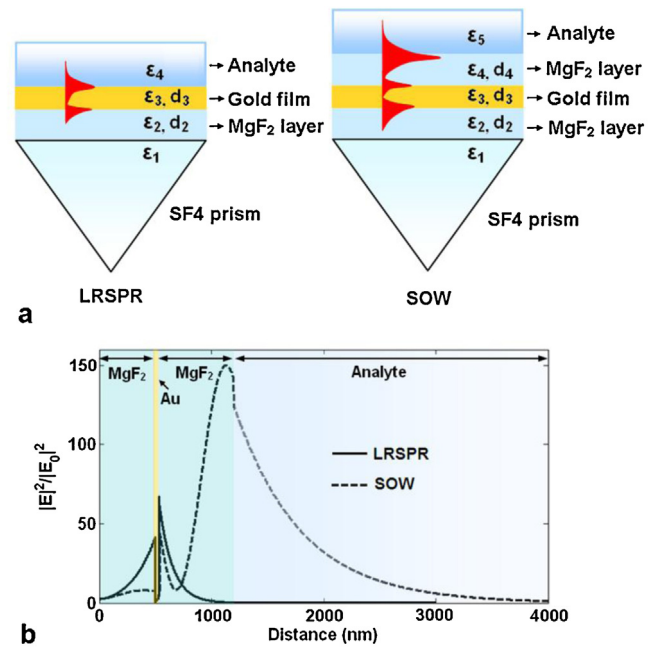 ε5
Analyte
ε4, d4
MgF2 layer
ε3, d3
Gold film
ε2, d2
MgF2 layer
ε1
SF4 prism
SOW
ε4
Analyte
ε3, d3
Gold film
ε2, d2
MgF2 layer
ε1
SF4 prism
LRSPR
a
150
100
50
0
|E|²/|E0|²
MgF2
MgF2
Analyte
Au
LRSPR
SOW
0
1000
2000
3000
4000
Distance (nm)
b